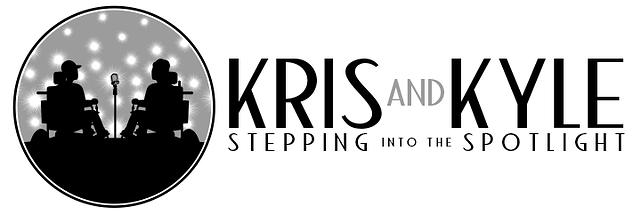 KRIS AND KYLE
STEPPING INTO THE SPOTLIGHT